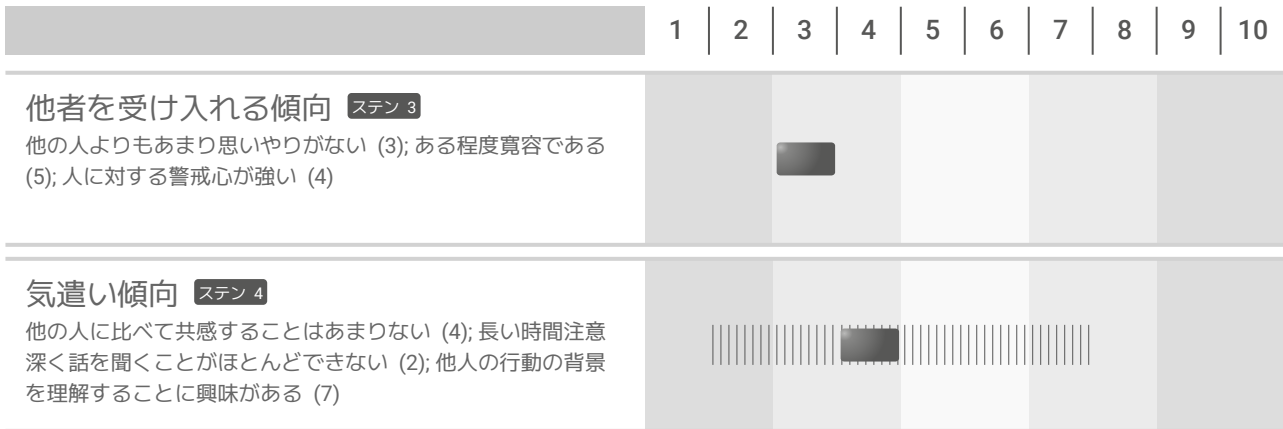 1 2 3 4 5 6 7 8 9 10
他者を受け入れる傾向 ステン 3
他の人よりもあまり思いやりがない (3); ある程度寛容である
(5); 人に対する警戒心が強い (4)
気遣い傾向 ステン 4
他の人に比べて共感することはあまりない (4); 長い時間注意
深く話を聞くことがほとんどできない (2); 他人の行動の背景
を理解することに興味がある (7)